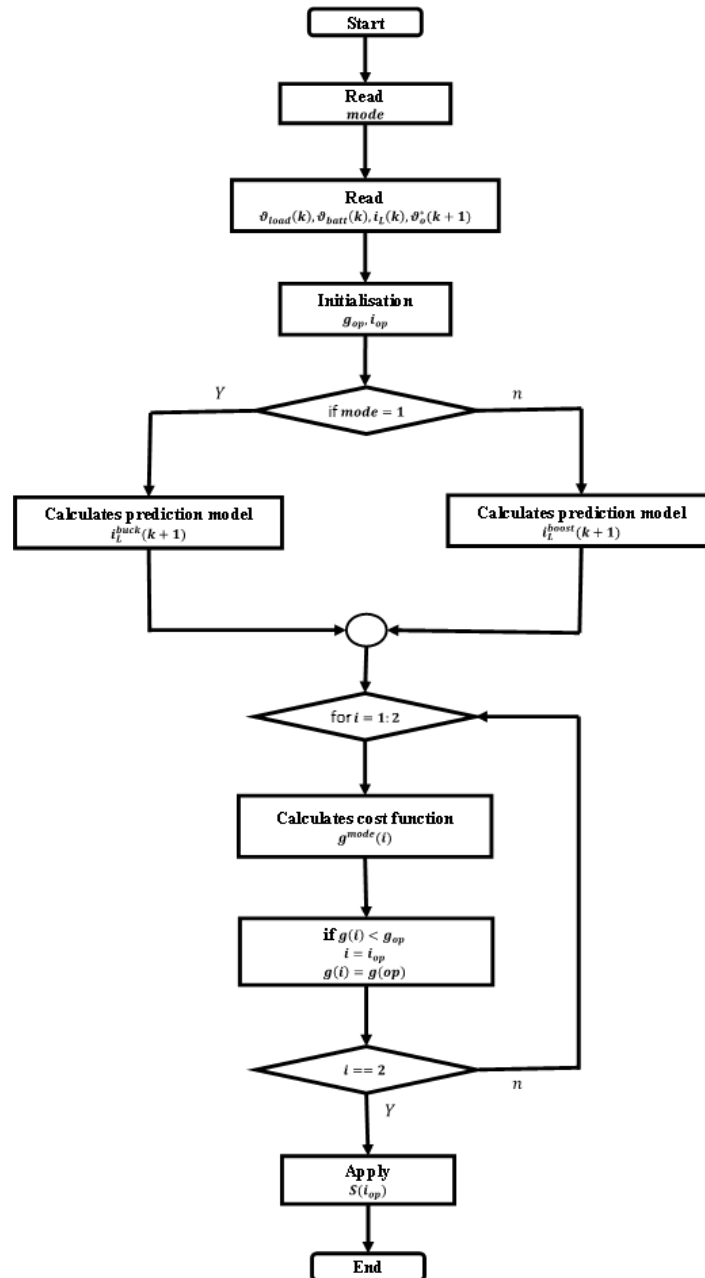 Start
Read
mode
Read
ϑ_load(k), ϑ_batt(k), i_L(k), ϑ_o^*(k+1)
Initialisation
g_op, i_op
Y
if mode = 1
n
Calculates prediction model
i_L^buck(k+1)
Calculates prediction model
i_L^boost(k+1)
for i = 1: 2
Calculates cost function
g^mode(i)
if g(i) < g_op
i = i_op
g(i) = g(op)
i == 2
n
Y
Apply
S(i_op)
End